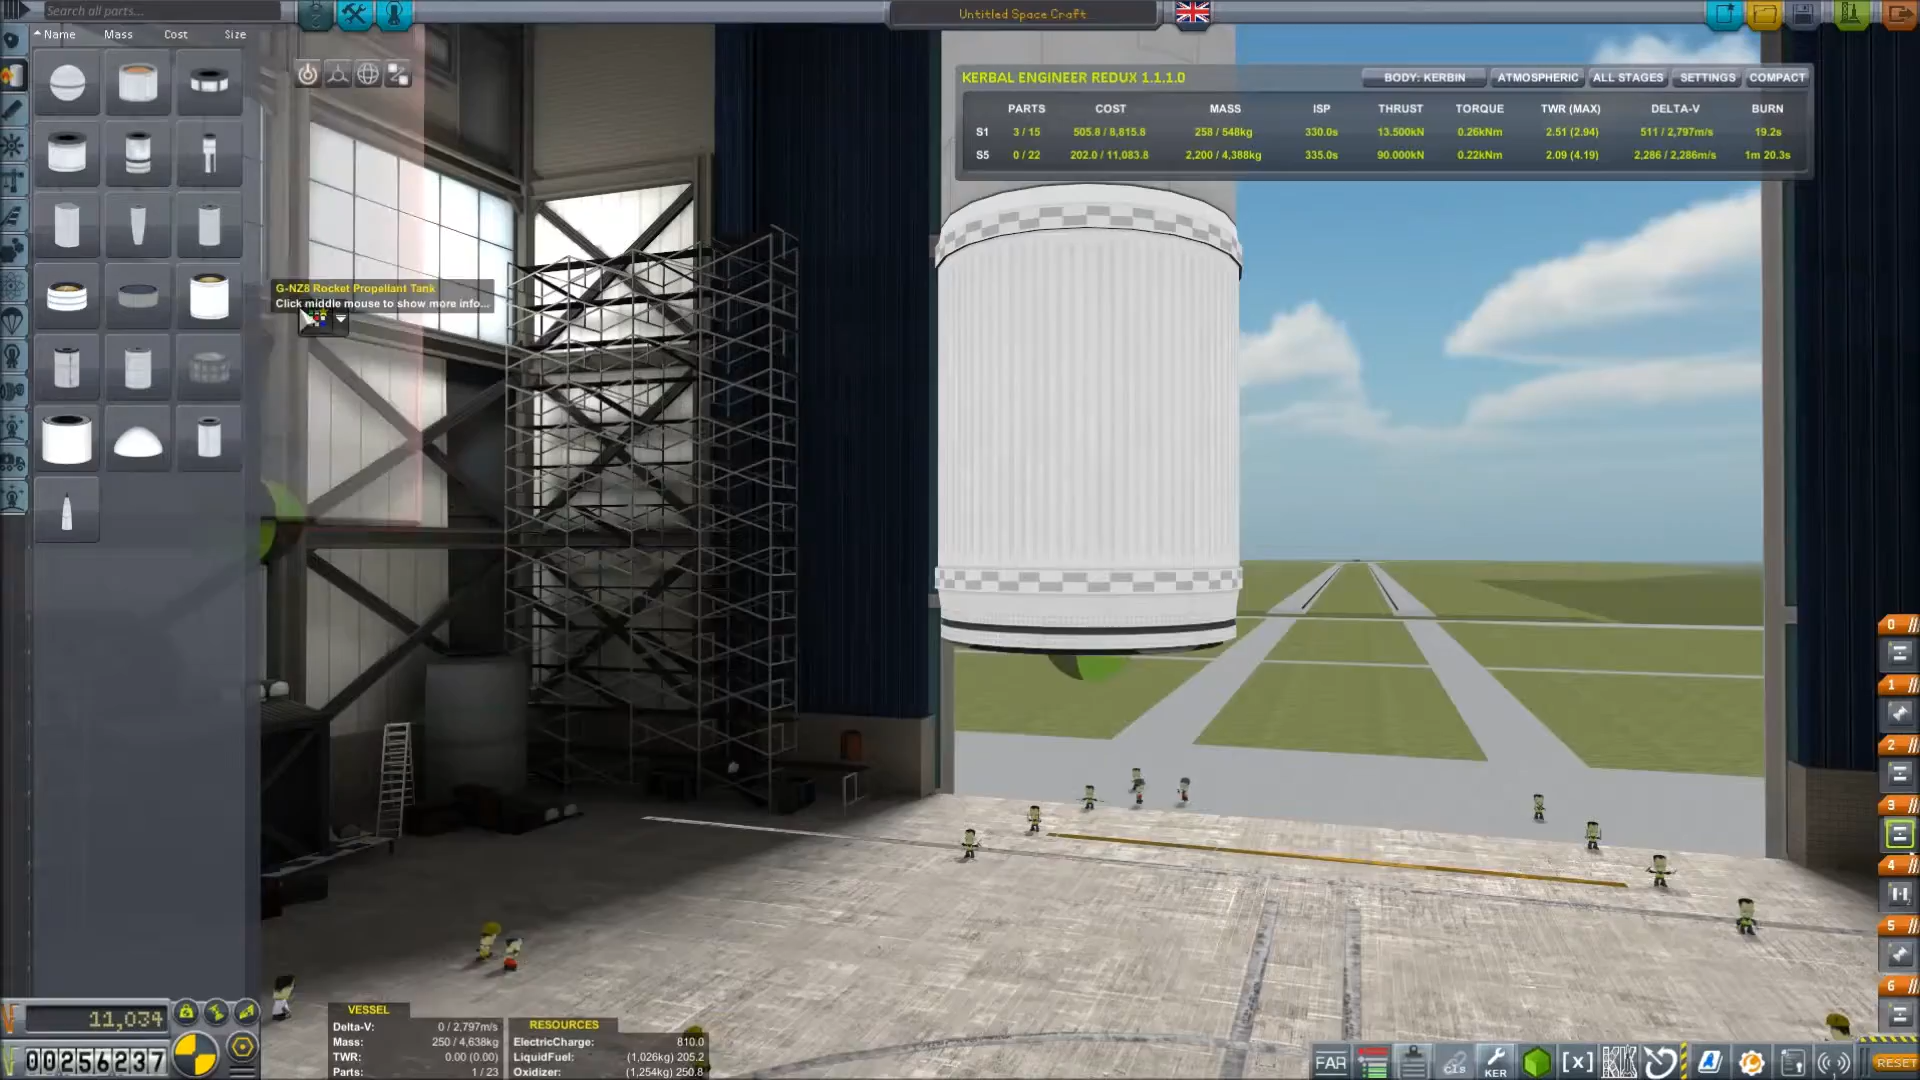 Search all parts...
Untitled Space Craft
Name Mass Cost Size
KERBAL ENGINEER REDUX 1.1.1.0
BODY: KERBIN ATMOSPHERIC ALL STAGES SETTINGS COMPACT
PARTS COST MASS ISP THRUST TORQUE TWR (MAX) DELTA-V BURN
S1 3 / 15 505.8 / 8,815.8 258 / 548kg 330.0s 13.500kN 0.26kNm 2.51 (2.94) 511 / 2,797m/s 19.2s
S5 0 / 22 202.0 / 11,083.8 2,200 / 4,388kg 335.0s 90.000kN 0.22kNm 2.09 (4.19) 2,286 / 2,286m/s 1m 20.3s
G-NZ8 Rocket Propellant Tank
Click middle mouse to show more info...
0
1
2
3
4
5
6
11,034
00256237
VESSEL
Delta-V: 0 / 2,797m/s
Mass: 250 / 4,638kg
TWR: 0.00 (0.00)
Parts: 1 / 23
RESOURCES
ElectricCharge: 810.0
LiquidFuel: (1,026kg) 205.2
Oxidizer: (1,254kg) 250.8
FAR
KER
[x]
RESET